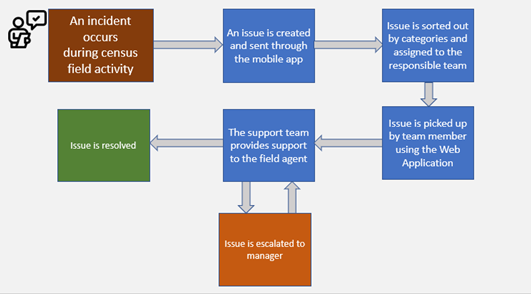 An incident
occurs
during census
field activity
An issue is created
and sent through
the mobile app
Issue is sorted out
by categories and
assigned to the
responsible team
Issue is picked up
by team member
using the Web
Application
The support team
provides support
to the field agent
Issue is resolved
Issue is escalated to
manager